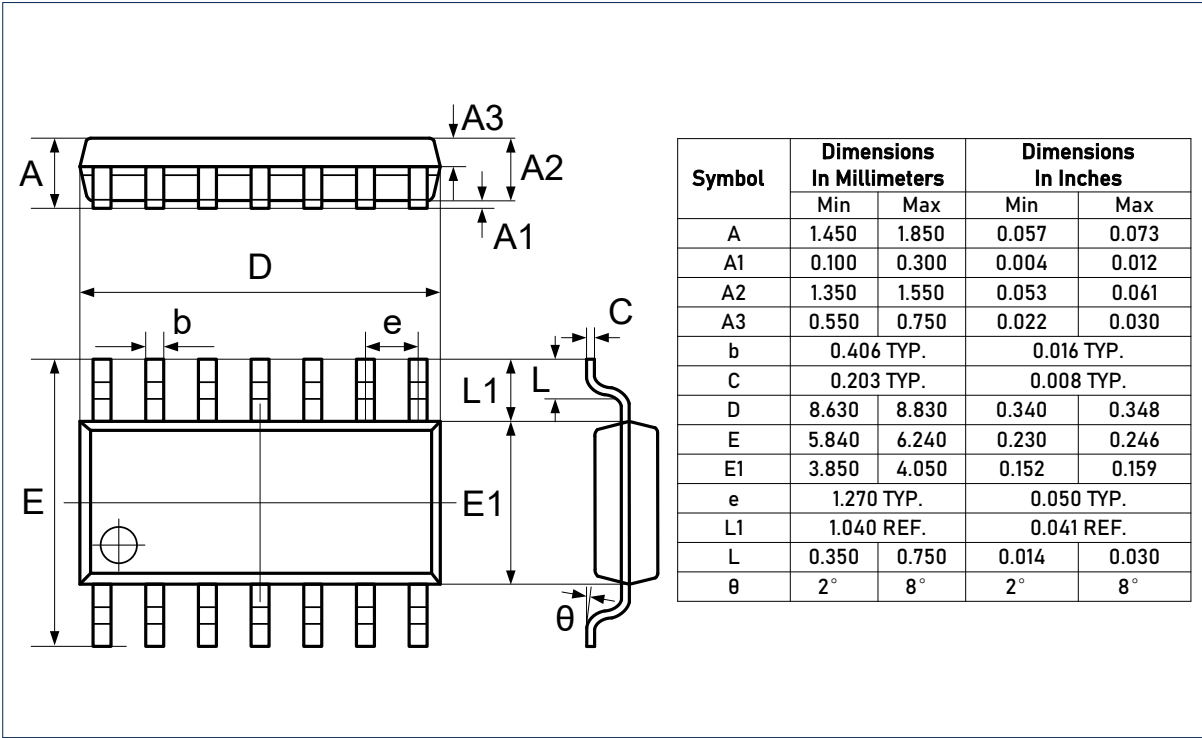 A
A3
A2
A1
D
b
e
C
L1
L
E
E1
θ
Symbol Dimensions In Millimeters Dimensions In Inches
Min Max Min Max
A 1.450 1.850 0.057 0.073
A1 0.100 0.300 0.004 0.012
A2 1.350 1.550 0.053 0.061
A3 0.550 0.750 0.022 0.030
b 0.406 TYP. 0.016 TYP.
C 0.203 TYP. 0.008 TYP.
D 8.630 8.830 0.340 0.348
E 5.840 6.240 0.230 0.246
E1 3.850 4.050 0.152 0.159
e 1.270 TYP. 0.050 TYP.
L1 1.040 REF. 0.041 REF.
L 0.350 0.750 0.014 0.030
θ 2° 8° 2° 8°